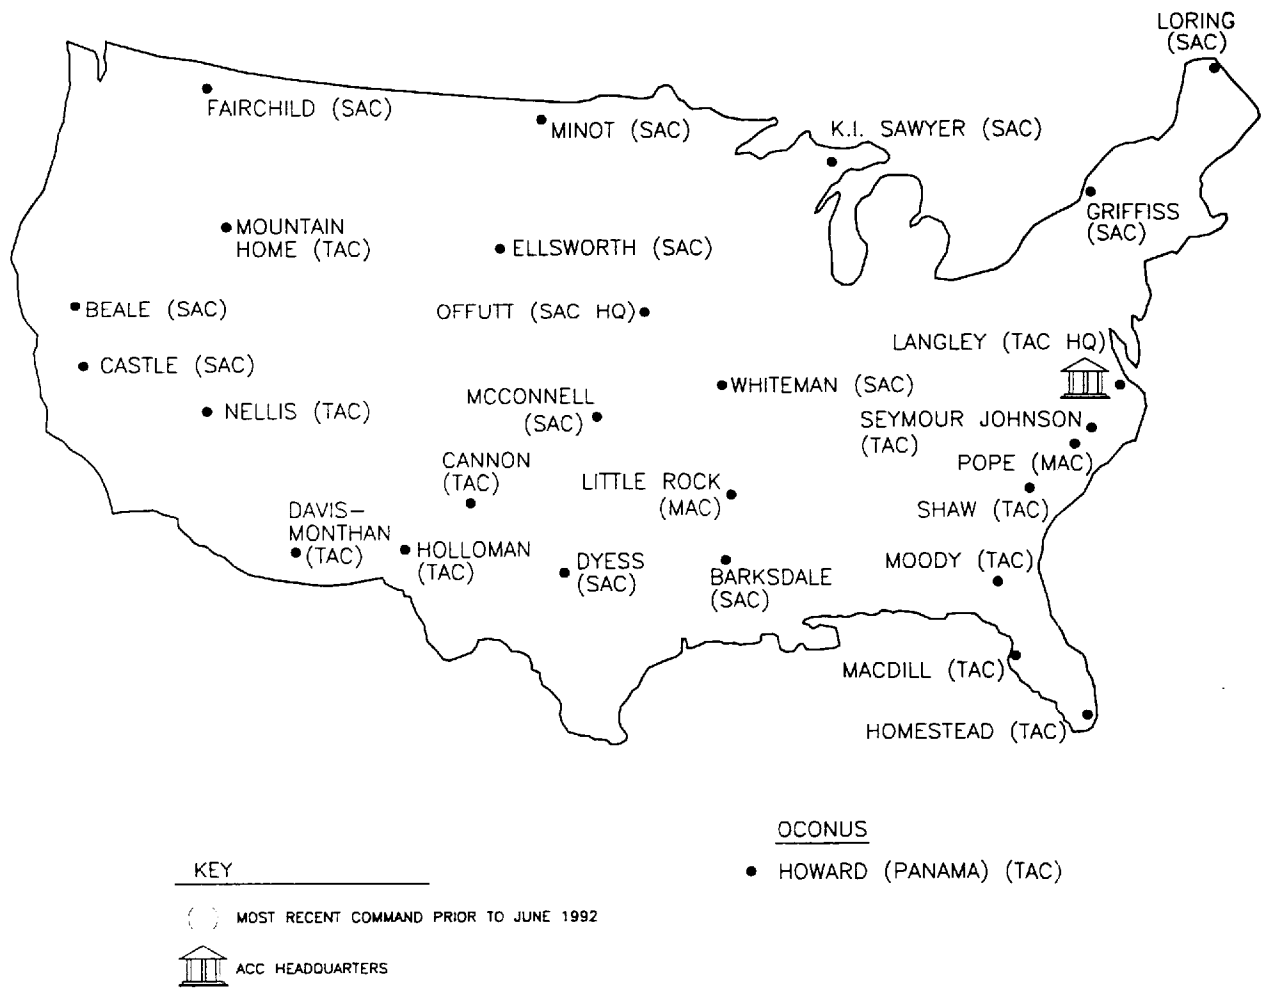 LORING
(SAC)
FAIRCHILD (SAC)
MINOT (SAC)
K.I. SAWYER (SAC)
GRIFFISS
(SAC)
MOUNTAIN
HOME (TAC)
ELLSWORTH (SAC)
BEALE (SAC)
OFFUTT (SAC HQ)
LANGLEY (TAC HQ)
CASTLE (SAC)
WHITEMAN (SAC)
MCCONNELL
(SAC)
NELLIS (TAC)
SEYMOUR JOHNSON
(TAC)
POPE (MAC)
CANNON
(TAC)
LITTLE ROCK
(MAC)
SHAW (TAC)
DAVIS-
MONTHAN
(TAC)
HOLLOMAN
(TAC)
DYESS
(SAC)
BARKSDALE
(SAC)
MOODY (TAC)
MACDILL (TAC)
HOMESTEAD (TAC)
OCONUS
HOWARD (PANAMA) (TAC)
KEY
( ) MOST RECENT COMMAND PRIOR TO JUNE 1992
ACC HEADQUARTERS